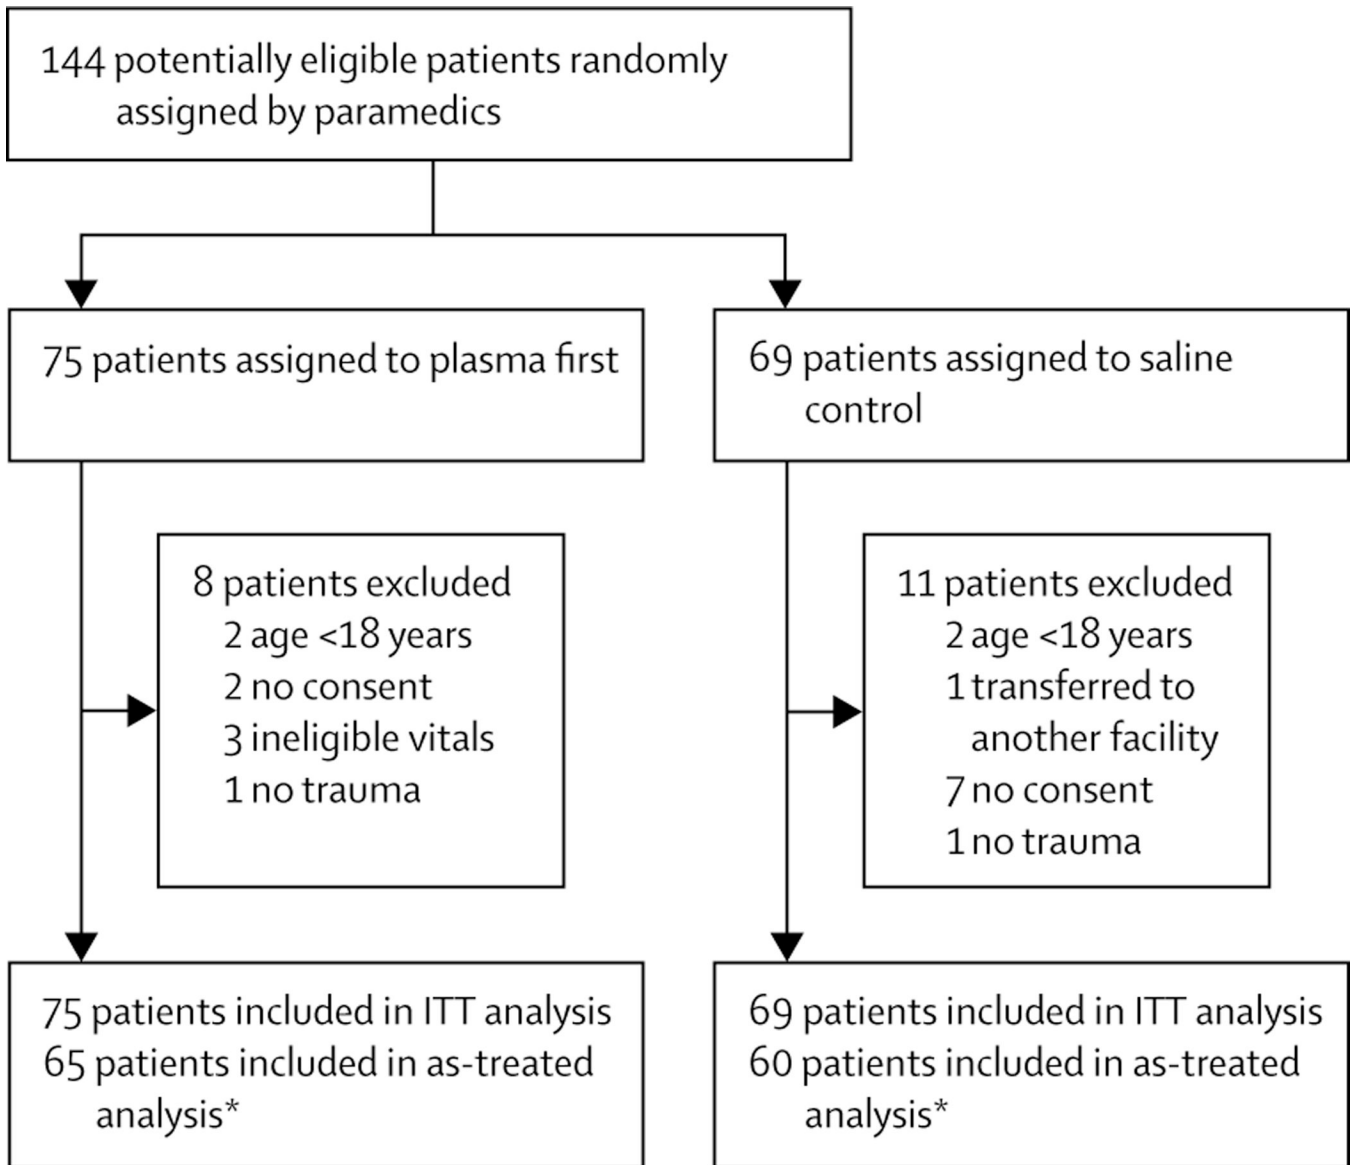 144 potentially eligible patients randomly
assigned by paramedics
75 patients assigned to plasma first
69 patients assigned to saline
control
8 patients excluded
2 age <18 years
2 no consent
3 ineligible vitals
1 no trauma
11 patients excluded
2 age <18 years
1 transferred to
another facility
7 no consent
1 no trauma
75 patients included in ITT analysis
65 patients included in as-treated
analysis*
69 patients included in ITT analysis
60 patients included in as-treated
analysis*